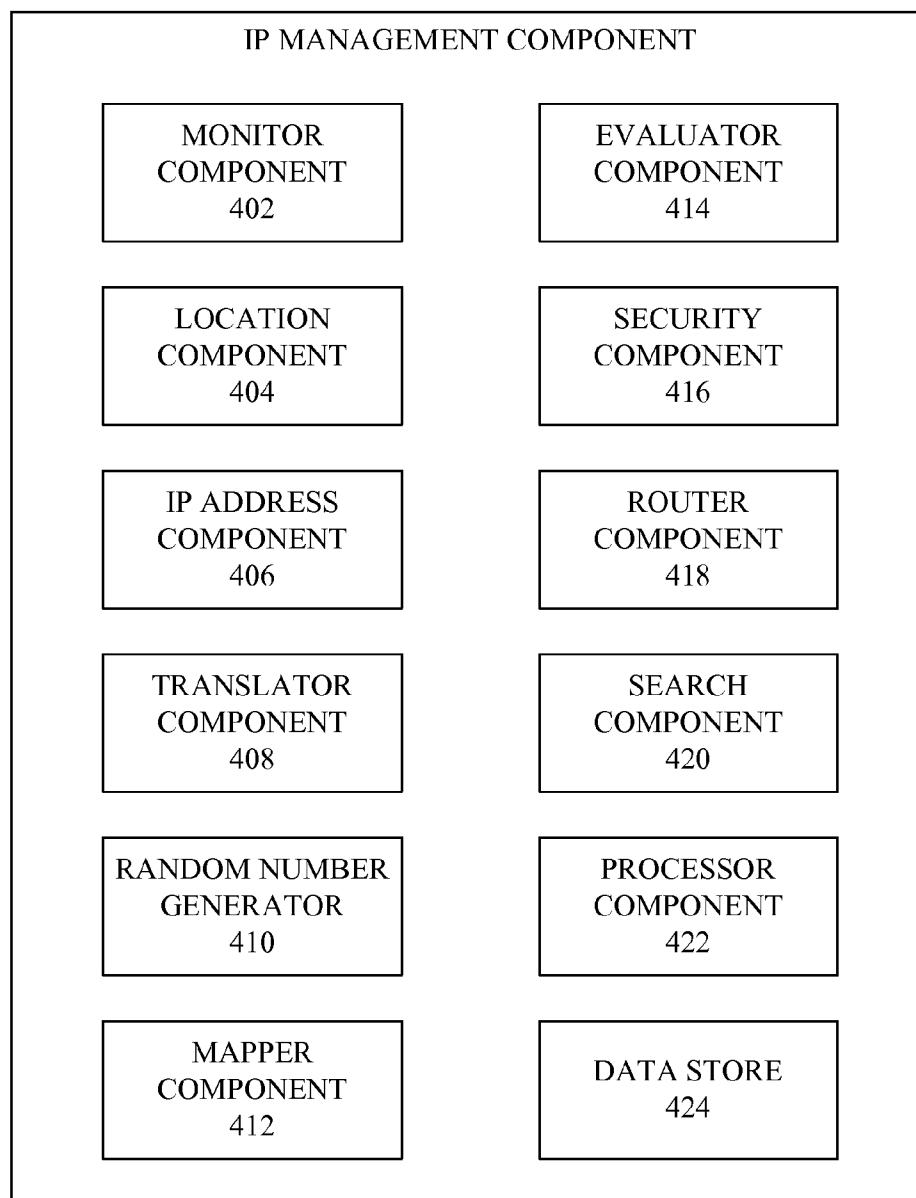 IP MANAGEMENT COMPONENT
MONITOR
COMPONENT
402
LOCATION
COMPONENT
404
IP ADDRESS
COMPONENT
406
TRANSLATOR
COMPONENT
408
RANDOM NUMBER
GENERATOR
410
MAPPER
COMPONENT
412
EVALUATOR
COMPONENT
414
SECURITY
COMPONENT
416
ROUTER
COMPONENT
418
SEARCH
COMPONENT
420
PROCESSOR
COMPONENT
422
DATA STORE
424